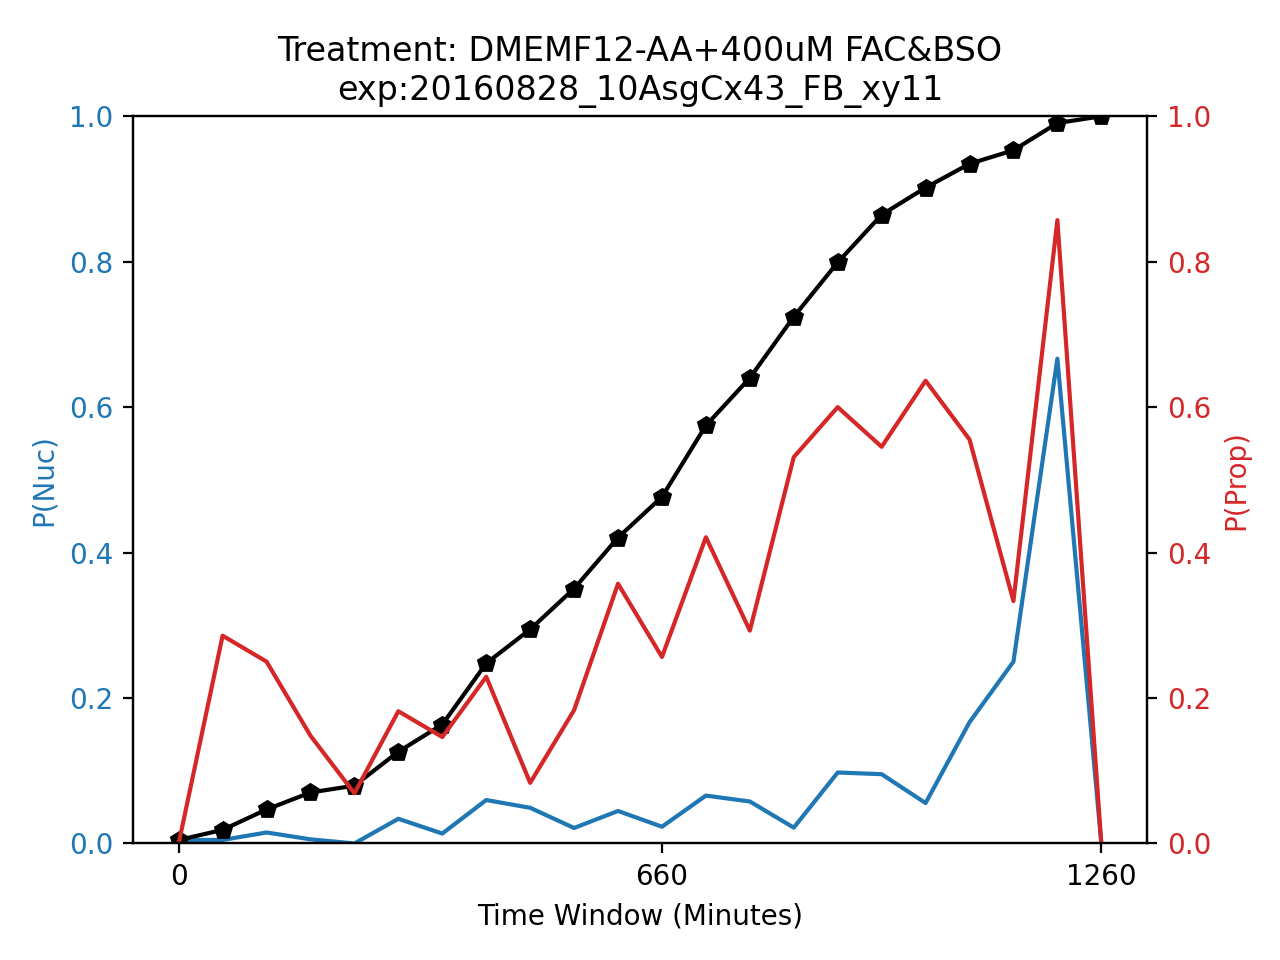 Treatment: DMEMF12-AA+400uM FAC&BSO
exp:20160828_10AsgCx43_FB_xy11
1.0
0.8
0.6
0.4
0.2
0.0
P(Nuc)
1.0
0.8
0.6
0.4
0.2
0.0
P(Prop)
0 660 1260
Time Window (Minutes)